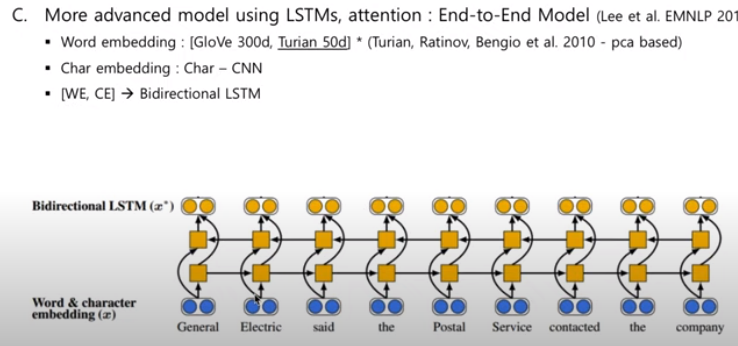 C. More advanced model using LSTMs, attention : End-to-End Model (Lee et al. EMNLP 201
▪ Word embedding : [GloVe 300d, Turian 50d] * (Turian, Ratinov, Bengio et al. 2010 - pca based)
▪ Char embedding : Char – CNN
▪ [WE, CE] → Bidirectional LSTM
Bidirectional LSTM (x*)
Word & character
embedding (x)
General Electric said the Postal Service contacted the company